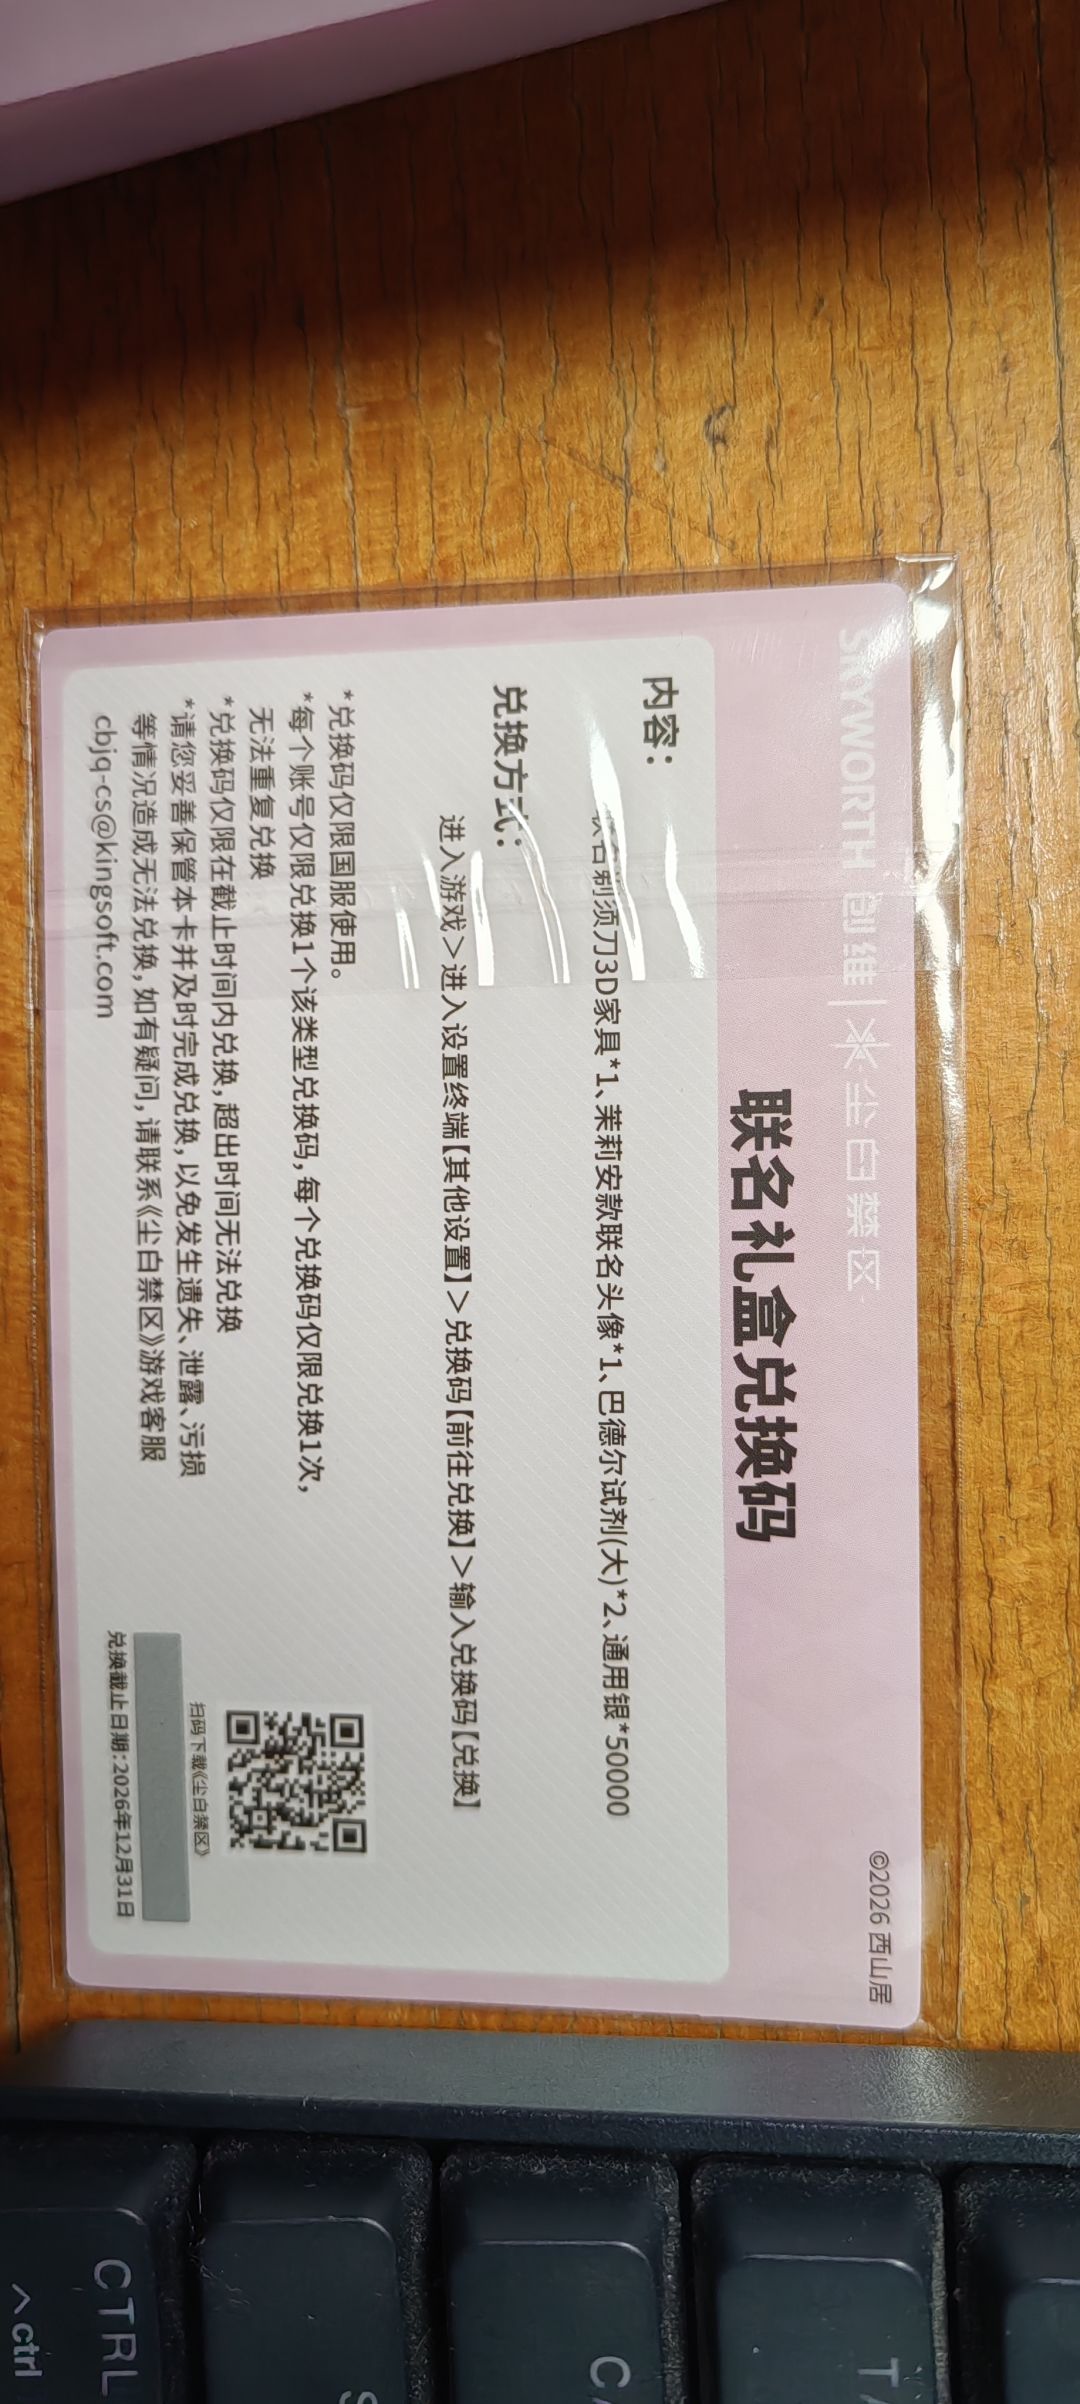 SKYWORTH 创维 | 尘白禁区
©2026 西山居
联名礼盒兑换码
内容：
联名剃须刀3D家具*1、茉莉安款联名头像*1、巴德尔试剂(大)*2、通用银*50000
兑换方式：
进入游戏＞进入设置终端【其他设置】＞兑换码【前往兑换】＞输入兑换码【兑换】
*兑换码仅限国服使用。
*每个账号仅限兑换1个该类型兑换码，每个兑换码仅限兑换1次，
无法重复兑换
*兑换码仅限在截止时间内兑换，超出时间无法兑换
*请您妥善保管本卡并及时完成兑换，以免发生遗失、泄露、污损
等情况造成无法兑换，如有疑问，请联系《尘白禁区》游戏客服
cbjq-cs@kingsoft.com
扫码下载《尘白禁区》
兑换截止日期：2026年12月31日
CTRL
^ctrl